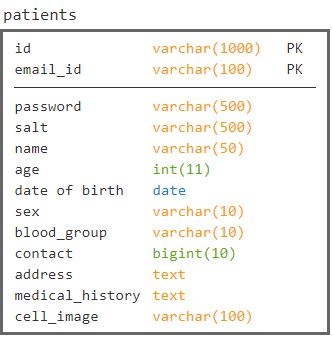 patients
id varchar(1000) PK
email_id varchar(100) PK
password varchar(500)
salt varchar(500)
name varchar(50)
age int(11)
date of birth date
sex varchar(10)
blood_group varchar(10)
contact bigint(10)
address text
medical_history text
cell_image varchar(100)